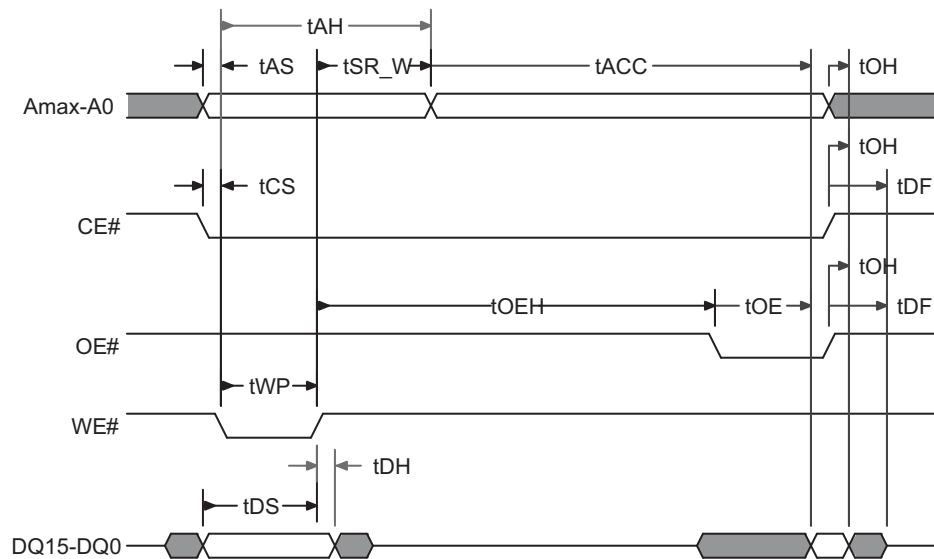 tAH
tAS tSR_W tACC tOH
Amax-A0
tOH
tCS tDF
CE#
tOH
tOEH tOE tDF
OE#
tWP
WE#
tDH
tDS
DQ15-DQ0